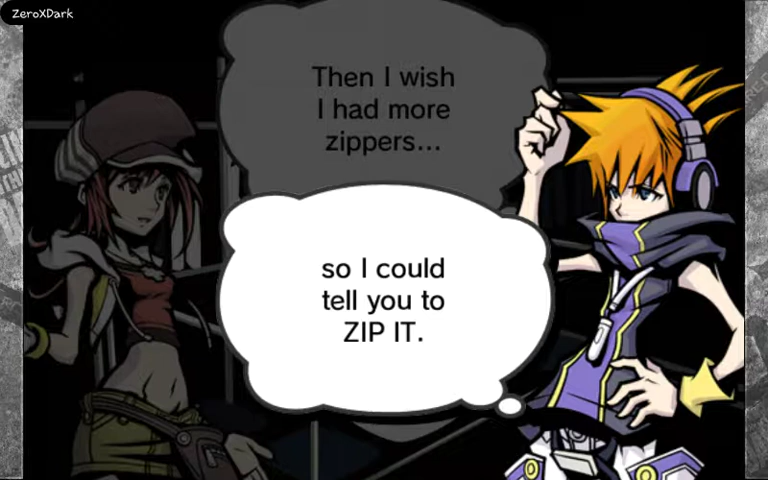 ZeroXDark
Then I wish
I had more
zippers...
so I could
tell you to
ZIP IT.